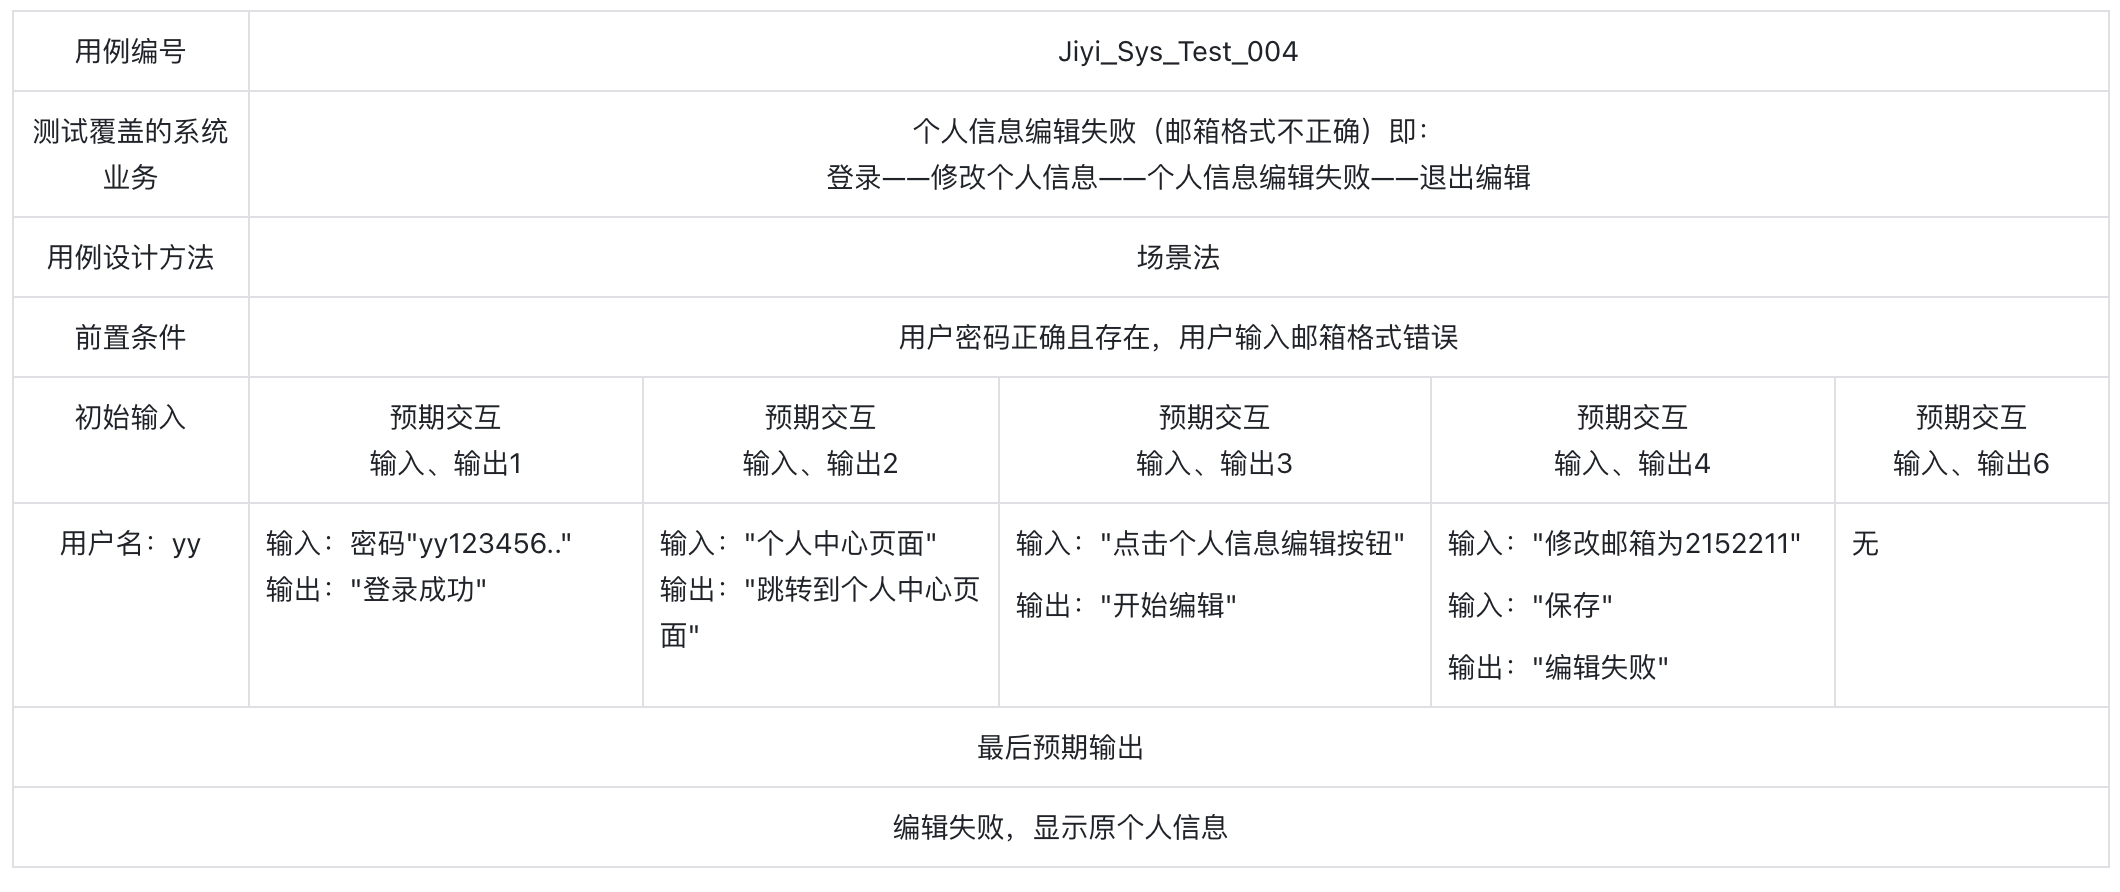 用例编号
Jiyi_Sys_Test_004
测试覆盖的系统
业务
个人信息编辑失败（邮箱格式不正确）即：
登录——修改个人信息——个人信息编辑失败——退出编辑
用例设计方法
场景法
前置条件
用户密码正确且存在，用户输入邮箱格式错误
初始输入
预期交互
输入、输出1
预期交互
输入、输出2
预期交互
输入、输出3
预期交互
输入、输出4
预期交互
输入、输出6
用户名：yy
输入：密码"yy123456.."
输出："登录成功"
输入："个人中心页面"
输出："跳转到个人中心页
面"
输入："点击个人信息编辑按钮"
输出："开始编辑"
输入："修改邮箱为2152211"
输入："保存"
输出："编辑失败"
无
最后预期输出
编辑失败，显示原个人信息